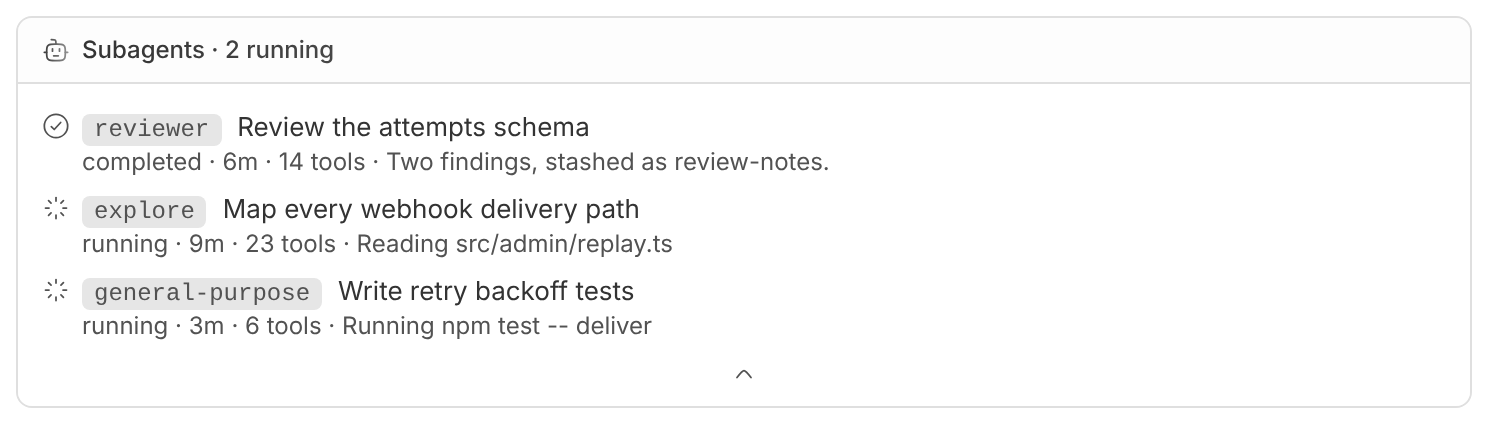 Subagents · 2 running
reviewer Review the attempts schema
completed · 6m · 14 tools · Two findings, stashed as review-notes.
explore Map every webhook delivery path
running · 9m · 23 tools · Reading src/admin/replay.ts
general-purpose Write retry backoff tests
running · 3m · 6 tools · Running npm test -- deliver